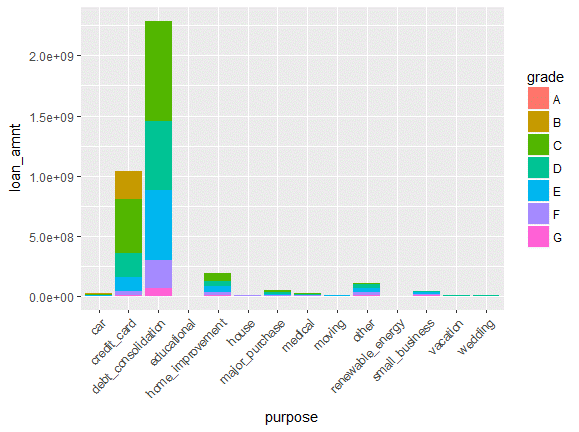 2.0e+09
1.5e+09
1.0e+09
5.0e+08
0.0e+00
loan_amnt
car
credit_card
debt_consolidation
educational
home_improvement
house
major_purchase
medical
moving
other
renewable_energy
small_business
vacation
wedding
purpose
grade
A
B
C
D
E
F
G